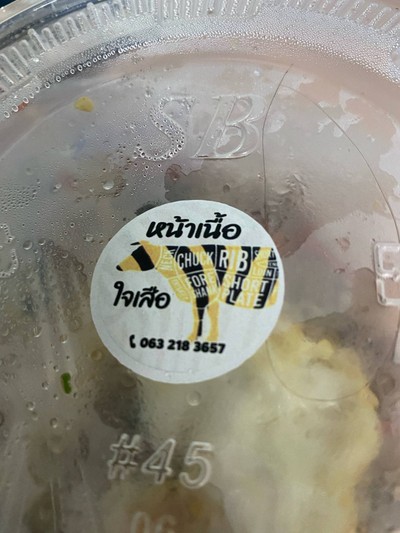 SB
หน้าเนื้อ
CHUCK RIB
FORE SHORT
ใจเสือ
063 218 3657
#45